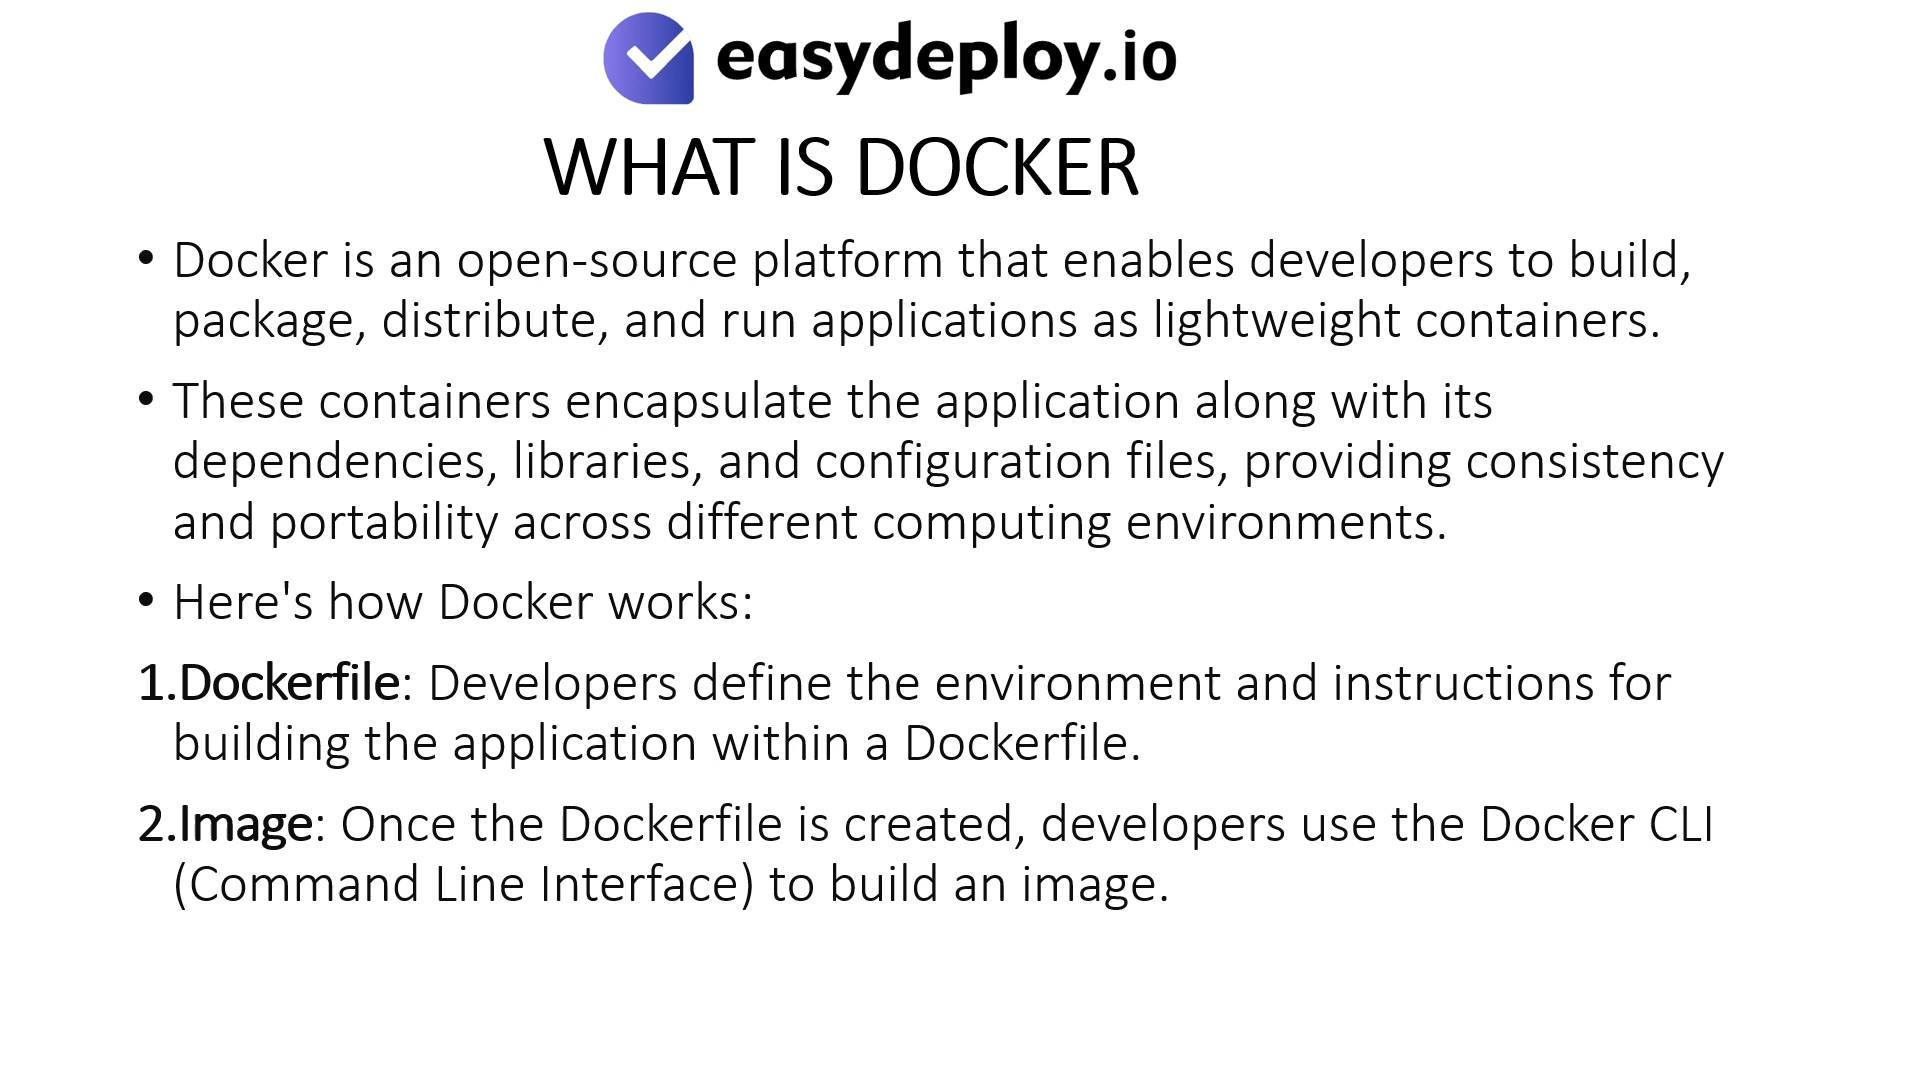 easydeploy.io
WHAT IS DOCKER
• Docker is an open-source platform that enables developers to build,
package, distribute, and run applications as lightweight containers.
• These containers encapsulate the application along with its
dependencies, libraries, and configuration files, providing consistency
and portability across different computing environments.
• Here's how Docker works:
1.Dockerfile: Developers define the environment and instructions for
building the application within a Dockerfile.
2.Image: Once the Dockerfile is created, developers use the Docker CLI
(Command Line Interface) to build an image.